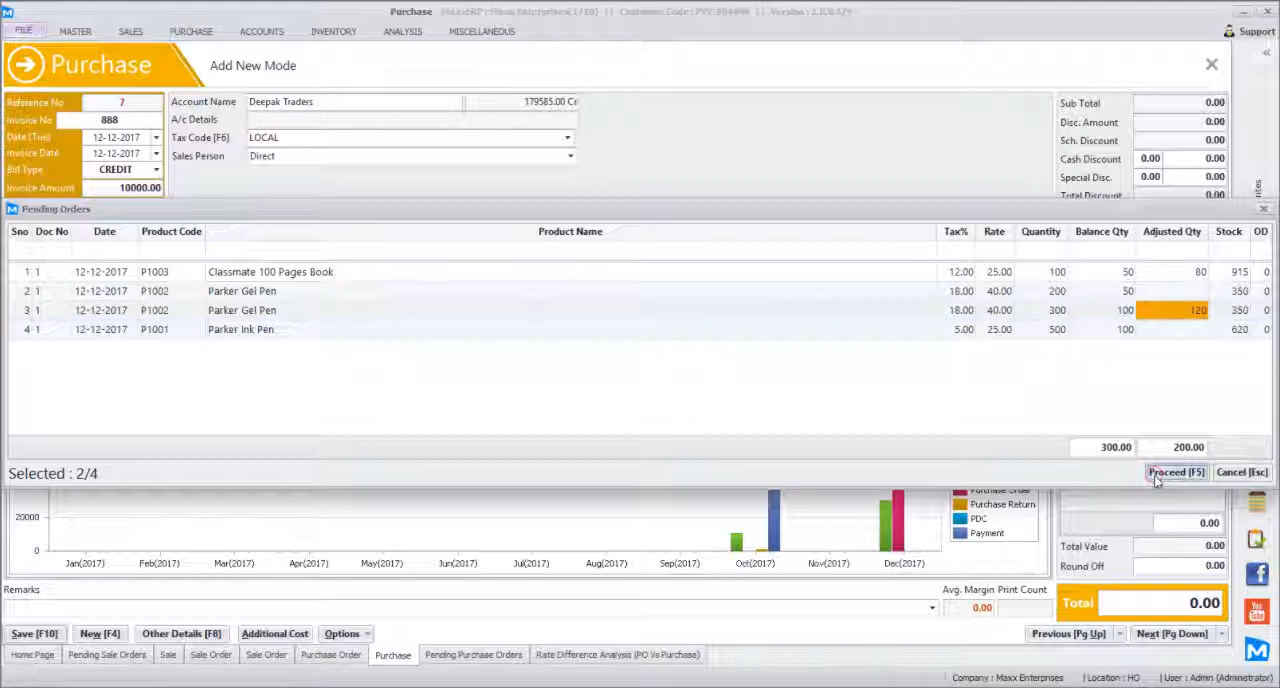 Purchase
FILE MASTER SALES PURCHASE ACCOUNTS INVENTORY ANALYSIS MISCELLANEOUS Support
Purchase Add New Mode
Reference No 7 Account Name Deepak Traders 179585.00 Cr Sub Total 0.00
Invoice No 888 A/c Details Disc. Amount 0.00
Date (Tue) 12-12-2017 Tax Code [F6] LOCAL Sch. Discount 0.00
Invoice Date 12-12-2017 Sales Person Direct Cash Discount 0.00 0.00
Bill Type CREDIT Special Disc. 0.00 0.00
Invoice Amount 10000.00 Total Discount 0.00
Pending Orders
Sno Doc No Date Product Code Product Name Tax% Rate Quantity Balance Qty Adjusted Qty Stock OD
1 1 12-12-2017 P1003 Classmate 100 Pages Book 12.00 25.00 100 50 80 915 0
2 1 12-12-2017 P1002 Parker Gel Pen 18.00 40.00 200 50 350 0
3 1 12-12-2017 P1002 Parker Gel Pen 18.00 40.00 300 100 120 350 0
4 1 12-12-2017 P1001 Parker Ink Pen 5.00 25.00 500 100 620 0
300.00 200.00
Selected : 2/4 Proceed [F5] Cancel [Esc]
Purchase Order
20000 Purchase Return 0.00
PDC
Payment
0 Total Value 0.00
Jan(2017) Feb(2017) Mar(2017) Apr(2017) May(2017) Jun(2017) Jul(2017) Aug(2017) Sep(2017) Oct(2017) Nov(2017) Dec(2017) Round Off 0.00
Remarks Avg. Margin Print Count
0.00 Total 0.00
Save [F10] New [F4] Other Details [F8] Additional Cost Options Previous [Pg Up] Next [Pg Down]
Home Page Pending Sale Orders Sale Sale Order Sale Order Purchase Order Purchase Pending Purchase Orders Rate Difference Analysis (PO Vs Purchase)
Company : Maxx Enterprises | Location : HO | User : Admin (Administrator)